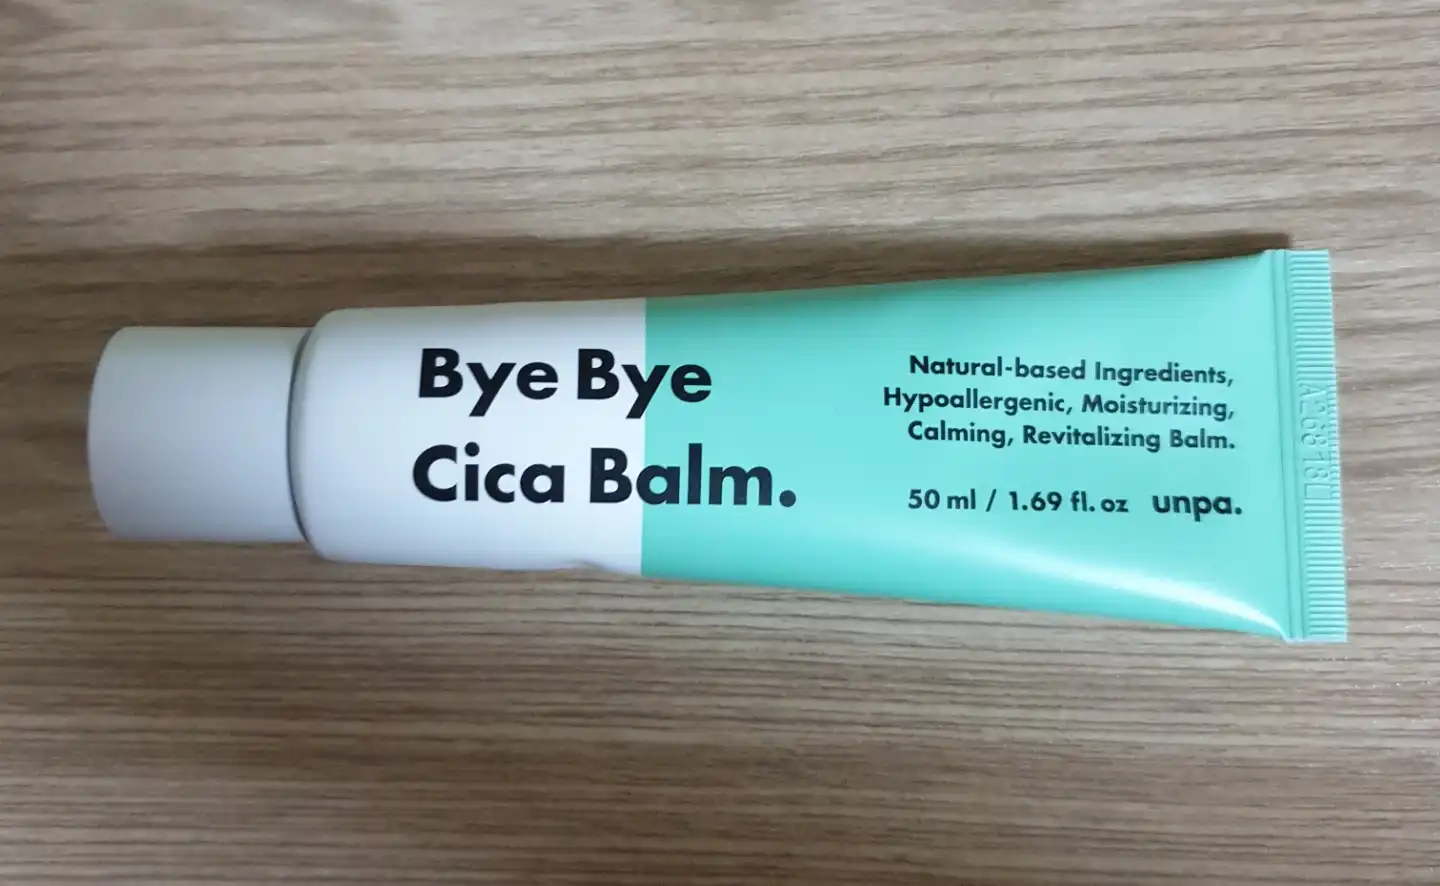 Bye Bye
Cica Balm.
Natural-based Ingredients,
Hypoallergenic, Moisturizing,
Calming, Revitalizing Balm.
50 ml / 1.69 fl. oz unpa.